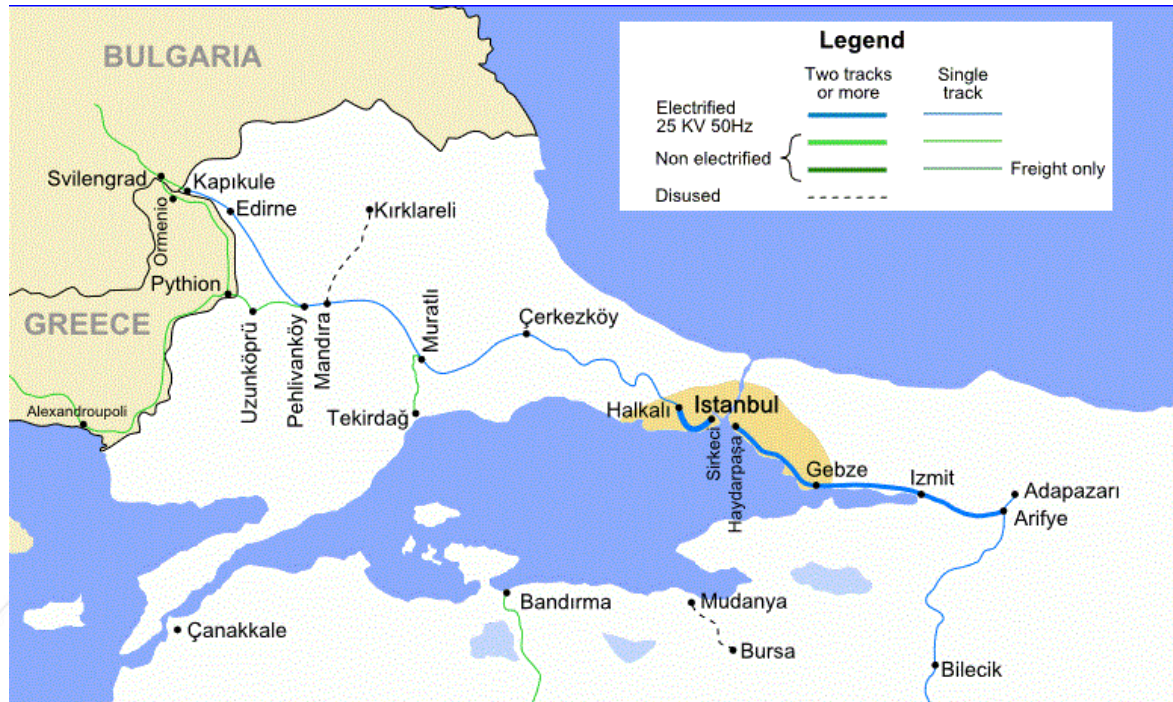 BULGARIA
Legend
Two tracks
or more
Single
track
Electrified
25 KV 50Hz
Non electrified
Freight only
Disused
Svilengrad
Kapıkule
Edirne
Ormenio
Kırklareli
Pythion
GREECE
Uzunköprü
Pehlivanköy
Mandıra
Muratlı
Çerkezköy
Alexandroupoli
Tekirdağ
Halkalı
Istanbul
Sirkeci
Haydarpaşa
Gebze
Izmit
Adapazarı
Arifye
Bandırma
Mudanya
Çanakkale
Bursa
Bilecik